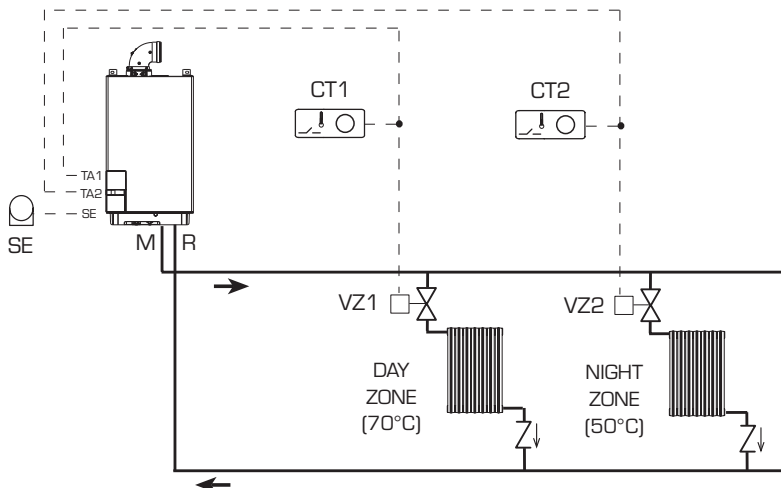 CT1
CT2
TA1
TA2
SE
SE
M
R
VZ1
VZ2
DAY
ZONE
(70°C)
NIGHT
ZONE
(50°C)